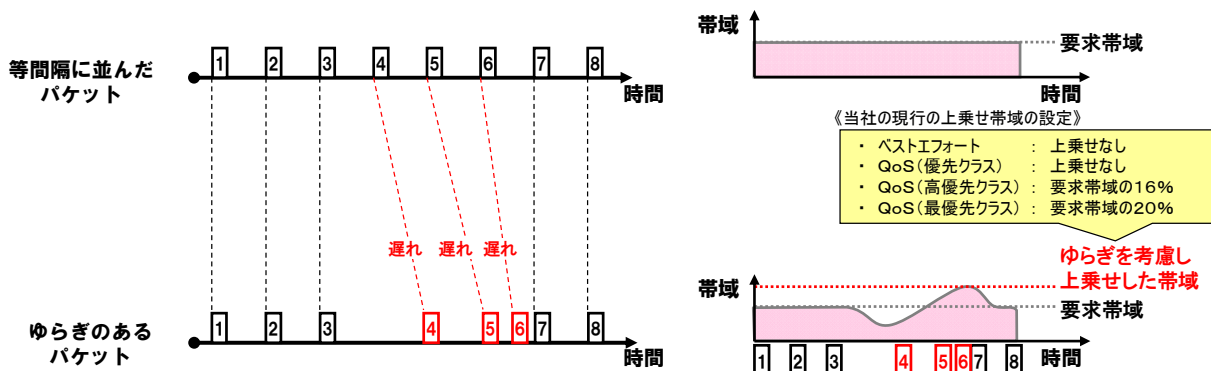 等間隔に並んだ
パケット
1 2 3 4 5 6 7 8
時間
遅れ 遅れ 遅れ
ゆらぎのある
パケット
1 2 3 4 5 6 7 8
時間
帯域
要求帯域
時間
《当社の現行の上乗せ帯域の設定》
・ ベストエフォート : 上乗せなし
・ QoS(優先クラス) : 上乗せなし
・ QoS(高優先クラス) : 要求帯域の16%
・ QoS(最優先クラス) : 要求帯域の20%
ゆらぎを考慮し
上乗せした帯域
帯域
要求帯域
1 2 3 4 5 6 7 8
時間